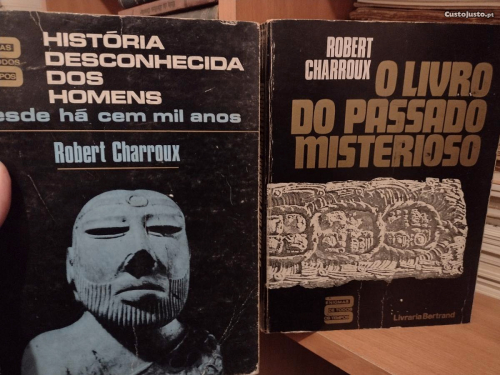 HISTÓRIA
DESCONHECIDA
DOS
HOMENS
esde há cem mil anos
Robert Charroux
ROBERT
CHARROUX
O LIVRO
DO PASSADO
MISTERIOSO
Livraria Bertrand
CustoJusto.pt